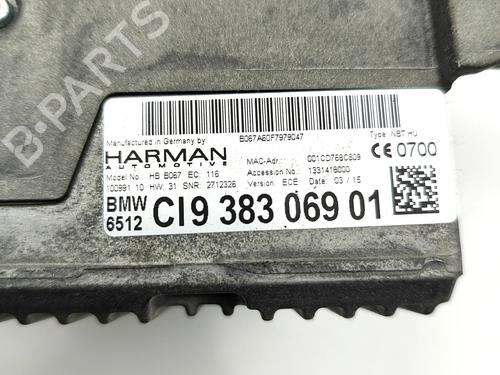 B-PARTS
B067A60F7979047
Manufactured in Germany by:
Type: NBT HU
HARMAN
AUTOMOTIVE
MAC-Adr.: 001CD768C609
CE 0700
Model No.: HB B067 EC: 116
Accession No.: 1331416000
100991 10 HW: 31 SNR: 2712326
Version: ECE Date: 03 / 15
BMW
6512 CI9 383 069 01